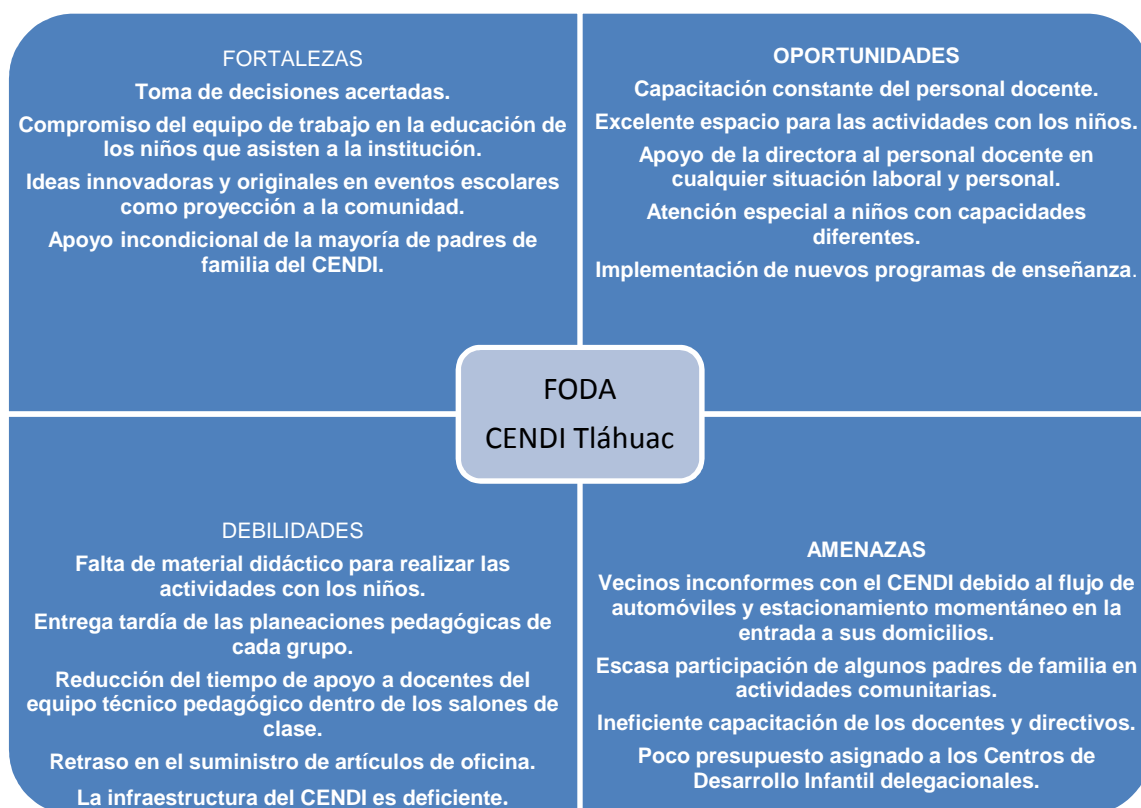 FORTALEZAS
Toma de decisiones acertadas.
Compromiso del equipo de trabajo en la educación de
los niños que asisten a la institución.
Ideas innovadoras y originales en eventos escolares
como proyección a la comunidad.
Apoyo incondicional de la mayoría de padres de
familia del CENDI.
OPORTUNIDADES
Capacitación constante del personal docente.
Excelente espacio para las actividades con los niños.
Apoyo de la directora al personal docente en
cualquier situación laboral y personal.
Atención especial a niños con capacidades
diferentes.
Implementación de nuevos programas de enseñanza.
FODA
CENDI Tláhuac
DEBILIDADES
Falta de material didáctico para realizar las
actividades con los niños.
Entrega tardía de las planeaciones pedagógicas de
cada grupo.
Reducción del tiempo de apoyo a docentes del
equipo técnico pedagógico dentro de los salones de
clase.
Retraso en el suministro de artículos de oficina.
La infraestructura del CENDI es deficiente.
AMENAZAS
Vecinos inconformes con el CENDI debido al flujo de
automóviles y estacionamiento momentáneo en la
entrada a sus domicilios.
Escasa participación de algunos padres de familia en
actividades comunitarias.
Ineficiente capacitación de los docentes y directivos.
Poco presupuesto asignado a los Centros de
Desarrollo Infantil delegacionales.